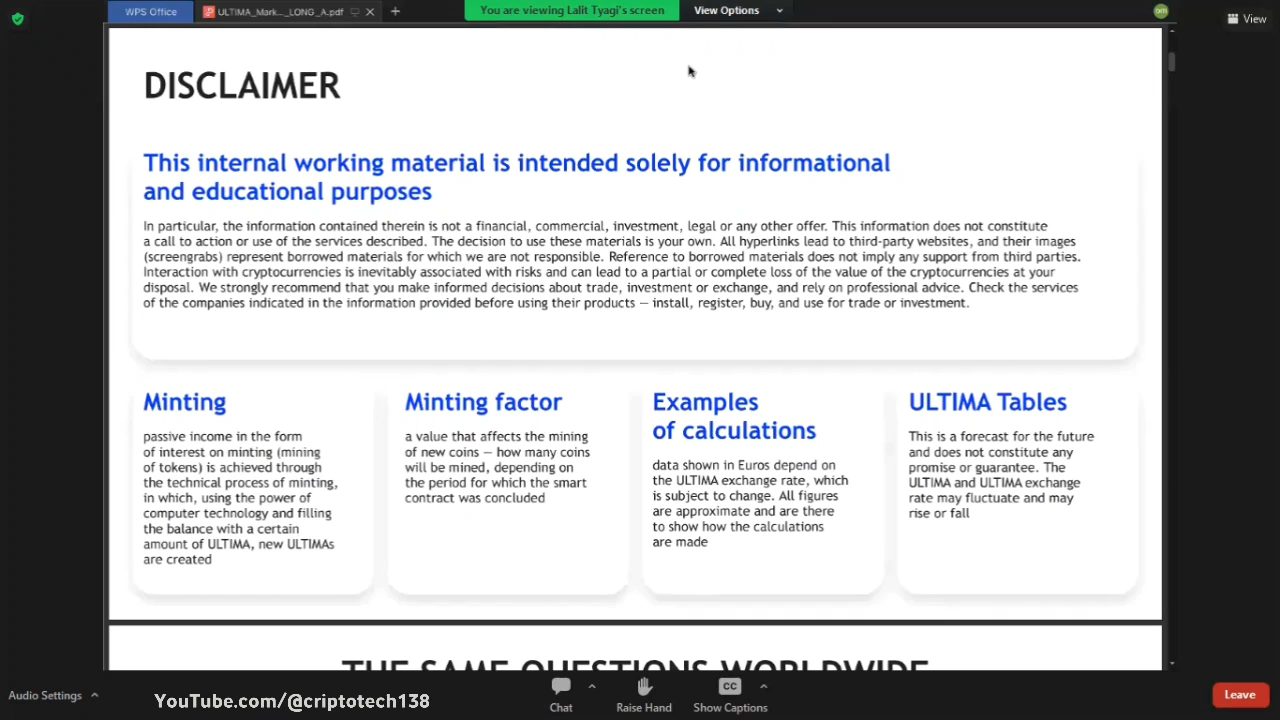 WPS Office
ULTIMA_Mark..._LONG_A.pdf
You are viewing Lalit Tyagi's screen
View Options
View
DISCLAIMER
This internal working material is intended solely for informational
and educational purposes
In particular, the information contained therein is not a financial, commercial, investment, legal or any other offer. This information does not constitute
a call to action or use of the services described. The decision to use these materials is your own. All hyperlinks lead to third-party websites, and their images
(screengrabs) represent borrowed materials for which we are not responsible. Reference to borrowed materials does not imply any support from third parties.
Interaction with cryptocurrencies is inevitably associated with risks and can lead to a partial or complete loss of the value of the cryptocurrencies at your
disposal. We strongly recommend that you make informed decisions about trade, investment or exchange, and rely on professional advice. Check the services
of the companies indicated in the information provided before using their products — install, register, buy, and use for trade or investment.
Minting
passive income in the form
of interest on minting (mining
of tokens) is achieved through
the technical process of minting,
in which, using the power of
computer technology and filling
the balance with a certain
amount of ULTIMA, new ULTIMAs
are created
Minting factor
a value that affects the mining
of new coins — how many coins
will be mined, depending on
the period for which the smart
contract was concluded
Examples
of calculations
data shown in Euros depend on
the ULTIMA exchange rate, which
is subject to change. All figures
are approximate and are there
to show how the calculations
are made
ULTIMA Tables
This is a forecast for the future
and does not constitute any
promise or guarantee. The
ULTIMA and ULTIMA exchange
rate may fluctuate and may
rise or fall
THE SAME QUESTIONS WORLDWIDE
Audio Settings
YouTube.com/@criptotech138
Chat
Raise Hand
CC
Show Captions
Leave